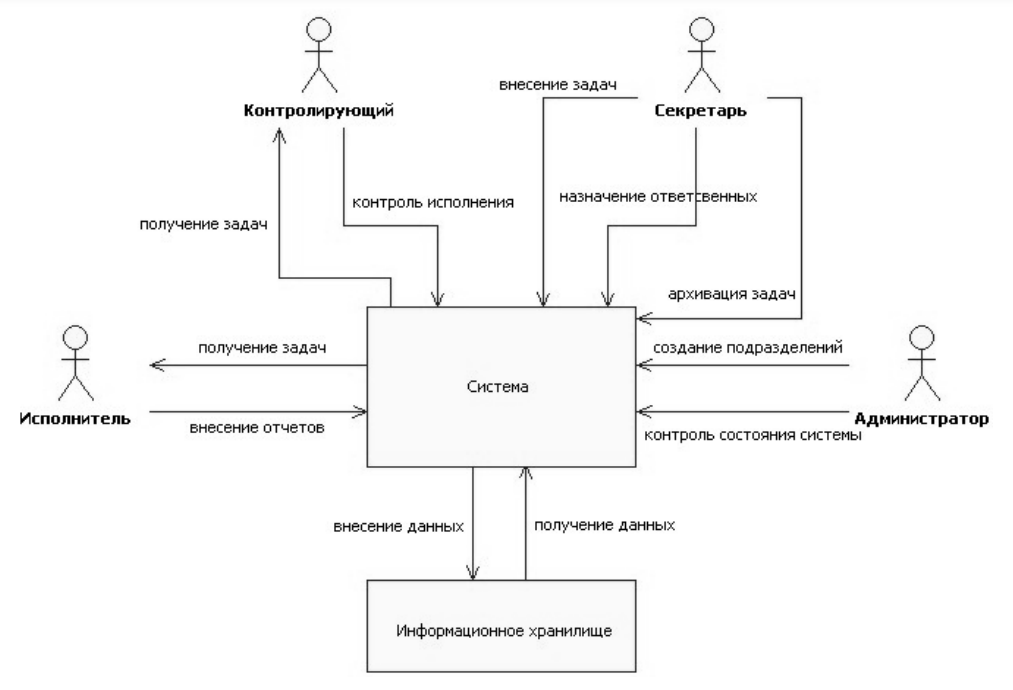 внесение задач
Контролирующий
Секретарь
контроль исполнения
назначение ответсвенных
получение задач
архивация задач
получение задач
создание подразделений
Система
Исполнитель
Администратор
внесение отчетов
контроль состояния системы
внесение данных
получение данных
Информационное хранилище